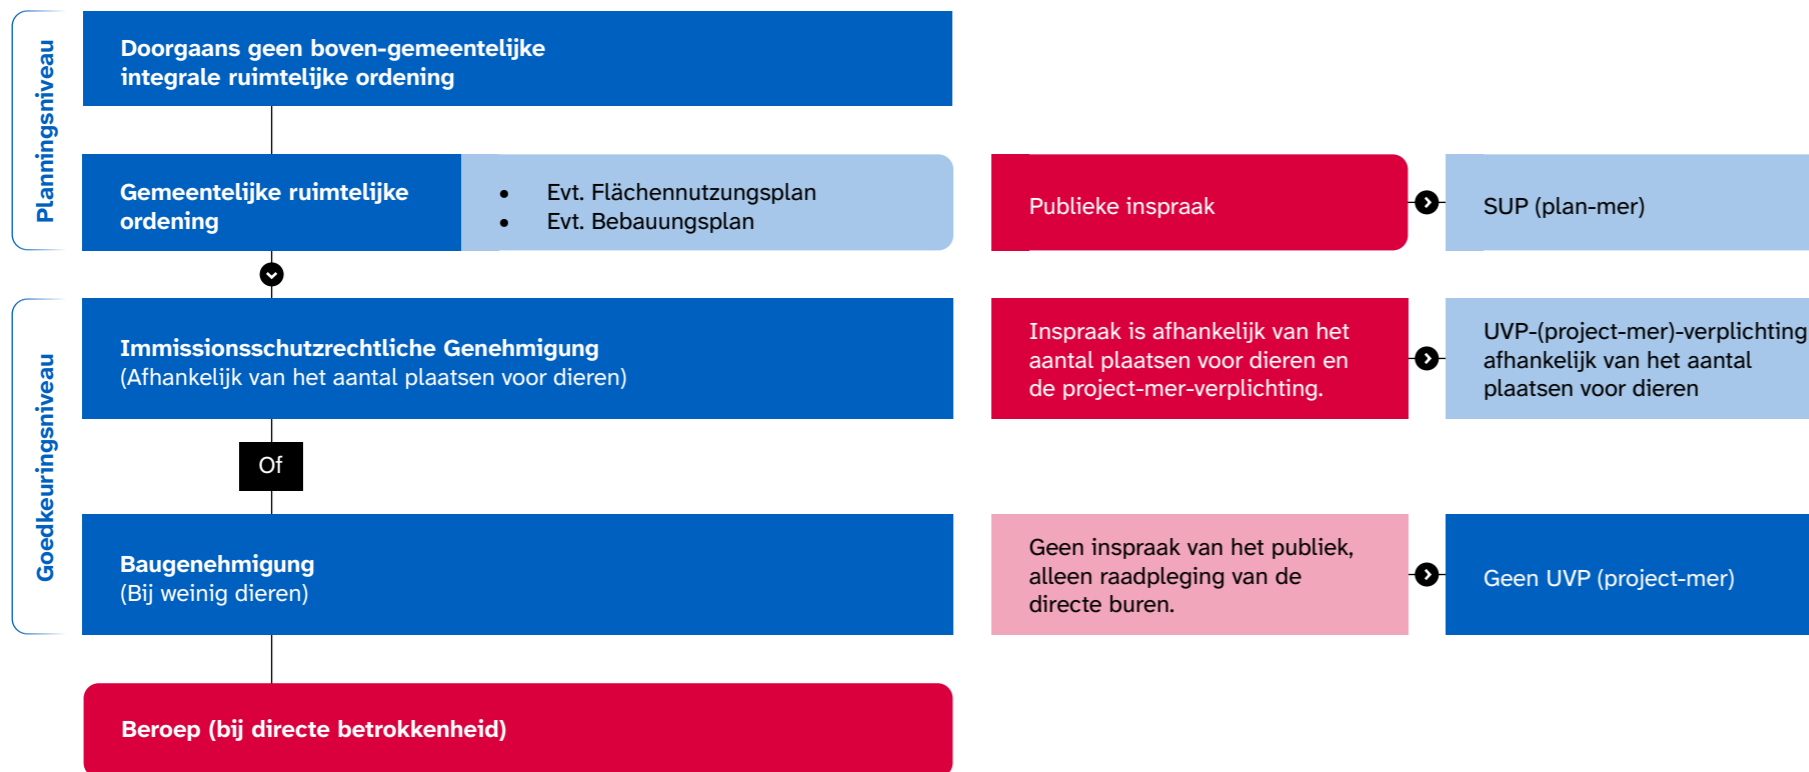 Planningsniveau
Doorgaans geen boven-gemeentelijke
integrale ruimtelijke ordening
Gemeentelijke ruimtelijke
ordening
• Evt. Flächennutzungsplan
• Evt. Bebauungsplan
Publieke inspraak
SUP (plan-mer)
Goedkeuringsniveau
Immissionsschutzrechtliche Genehmigung
(Afhankelijk van het aantal plaatsen voor dieren)
Inspraak is afhankelijk van het
aantal plaatsen voor dieren en
de project-mer-verplichting.
UVP-(project-mer)-verplichting
afhankelijk van het aantal
plaatsen voor dieren
Of
Baugenehmigung
(Bij weinig dieren)
Geen inspraak van het publiek,
alleen raadpleging van de
directe buren.
Geen UVP (project-mer)
Beroep (bij directe betrokkenheid)